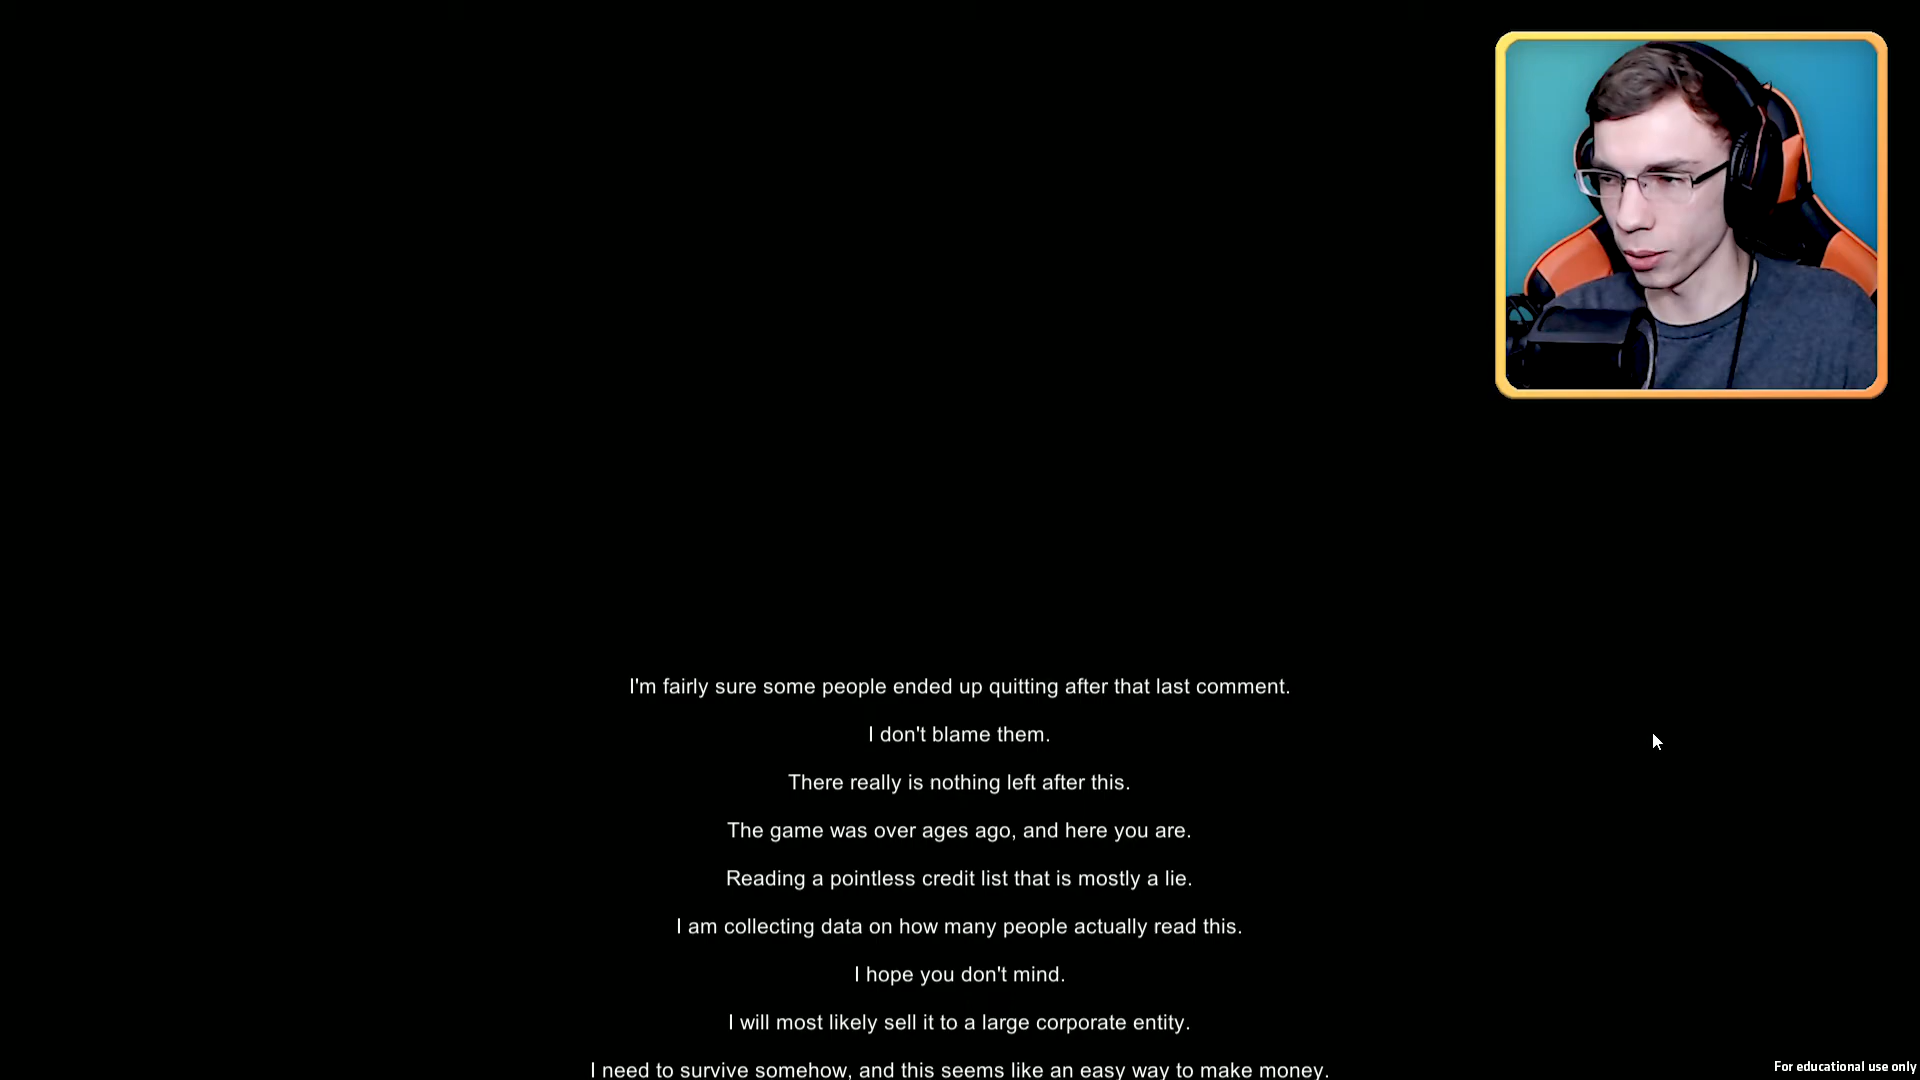 I'm fairly sure some people ended up quitting after that last comment.
I don't blame them.
There really is nothing left after this.
The game was over ages ago, and here you are.
Reading a pointless credit list that is mostly a lie.
I am collecting data on how many people actually read this.
I hope you don't mind.
I will most likely sell it to a large corporate entity.
I need to survive somehow, and this seems like an easy way to make money.
For educational use only